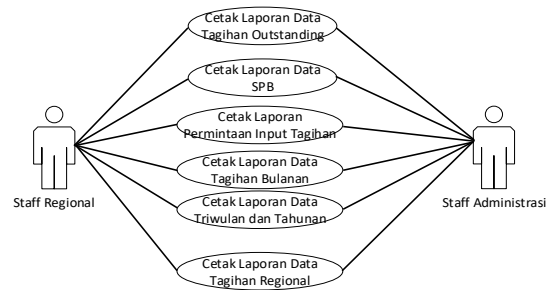 Cetak Laporan Data
Tagihan Outstanding
Cetak Laporan Data
SPB
Cetak Laporan
Permintaan Input Tagihan
Cetak Laporan Data
Tagihan Bulanan
Cetak Laporan Data
Triwulan dan Tahunan
Cetak Laporan Data
Tagihan Regional
Staff Regional
Staff Administrasi